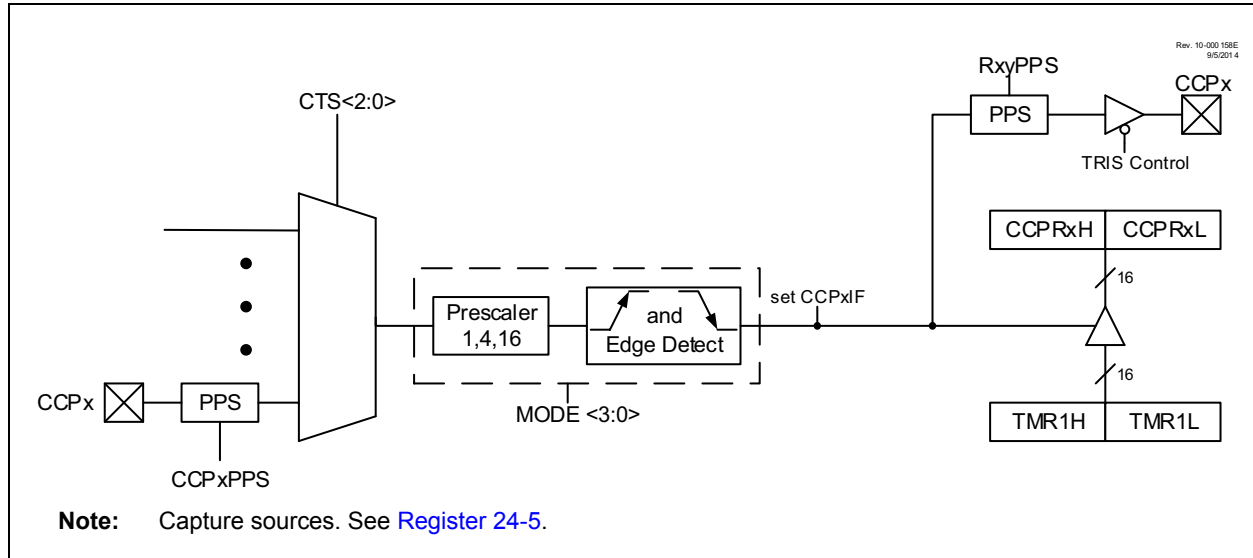 Rev. 10-000 158E
9/5/201 4
RxyPPS
CCPx
CTS<2:0>
PPS
TRIS Control
CCPRxH
CCPRxL
16
set CCPxIF
Prescaler
1,4,16
and
Edge Detect
16
CCPx
PPS
MODE <3:0>
TMR1H
TMR1L
CCPxPPS
Note: Capture sources. See Register 24-5.